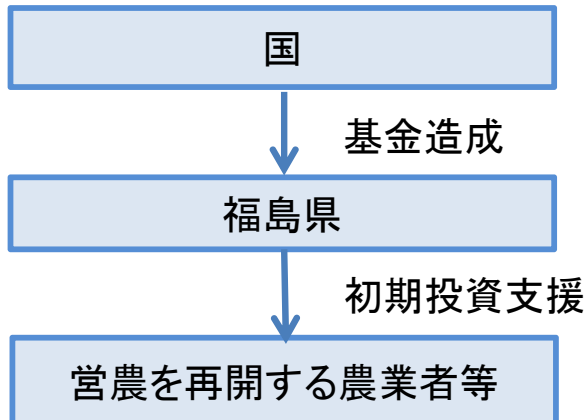 国
基金造成
福島県
初期投資支援
営農を再開する農業者等